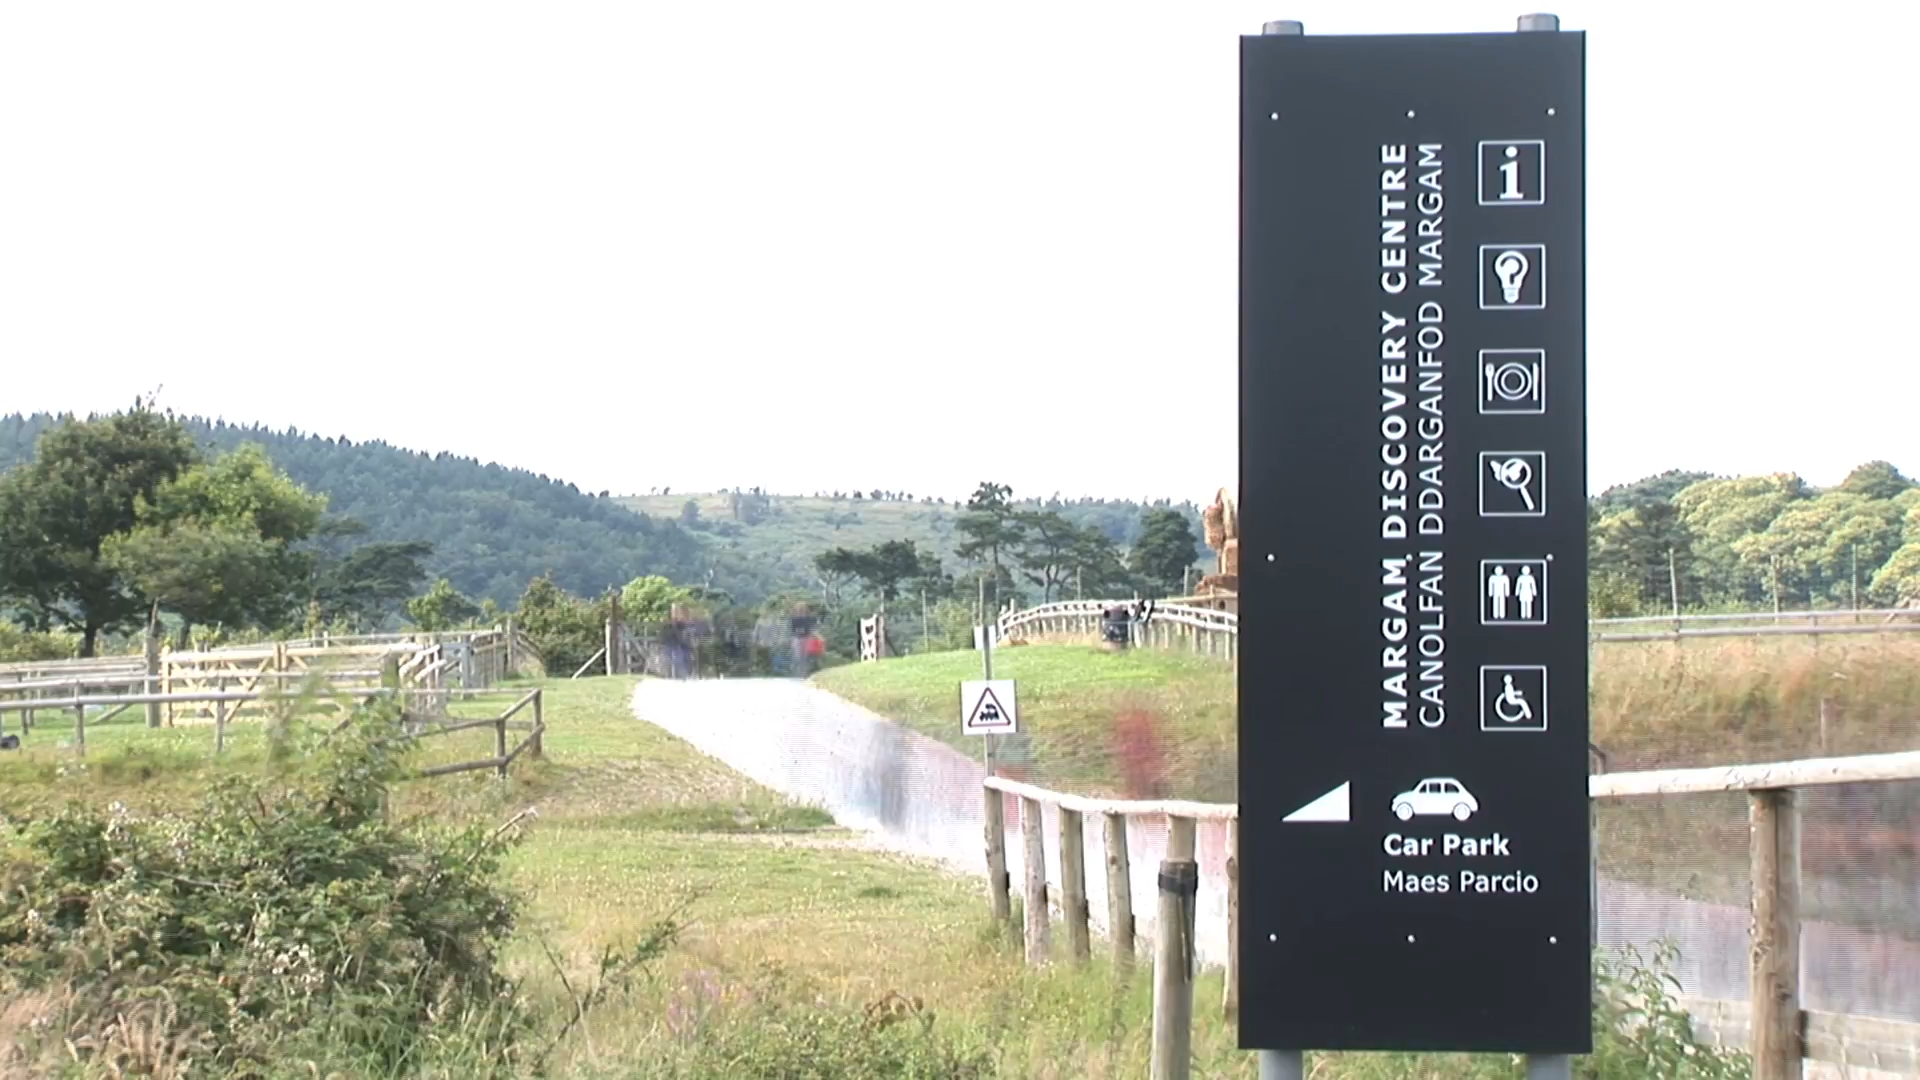 MARGAM DISCOVERY CENTRE
CANOLFAN DDARGANFOD MARGAM
i
Car Park
Maes Parcio